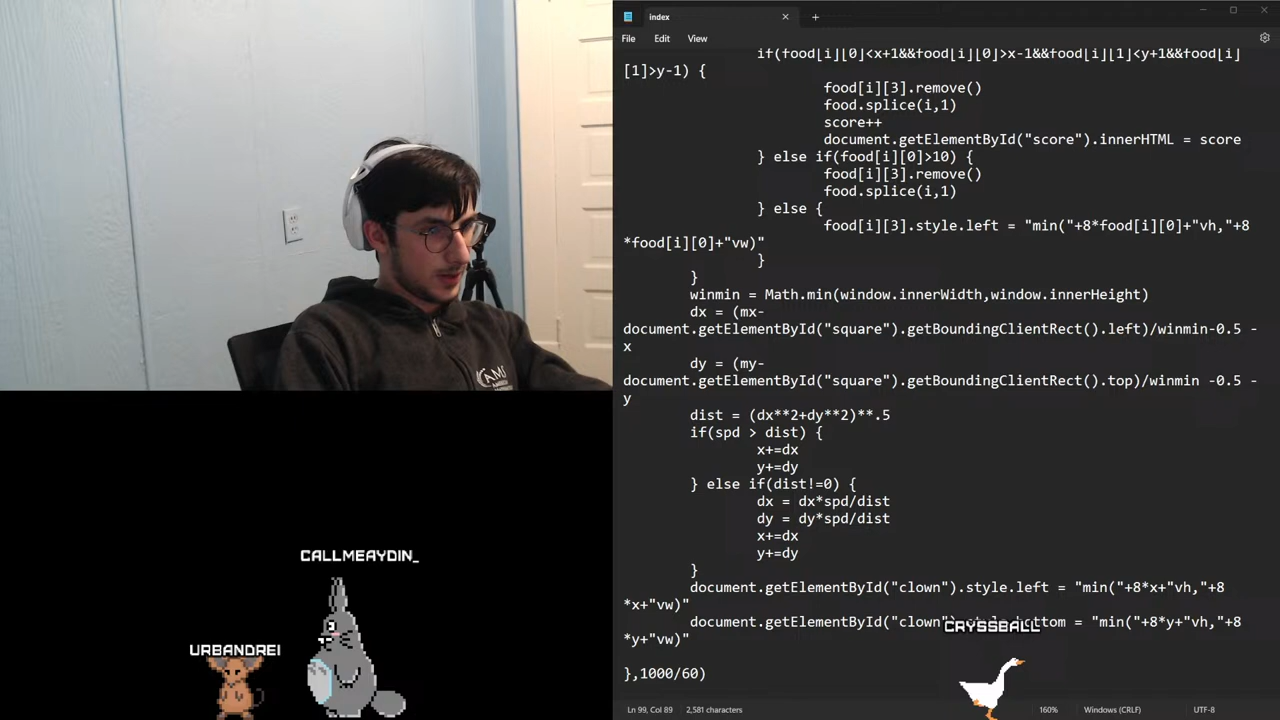 index
File Edit View
if(food[i][0]<x+1&&food[i][0]>x-1&&food[i][1]<y+1&&food[i]
[1]>y-1) {
food[i][3].remove()
food.splice(i,1)
score++
document.getElementById("score").innerHTML = score
} else if(food[i][0]>10) {
food[i][3].remove()
food.splice(i,1)
} else {
food[i][3].style.left = "min("+8*food[i][0]+"vh,"+8
*food[i][0]+"vw)"
}
}
winmin = Math.min(window.innerWidth,window.innerHeight)
dx = (mx-
document.getElementById("square").getBoundingClientRect().left)/winmin-0.5 -
x
dy = (my-
document.getElementById("square").getBoundingClientRect().top)/winmin -0.5 -
y
dist = (dx**2+dy**2)**.5
if(spd > dist) {
x+=dx
y+=dy
} else if(dist!=0) {
dx = dx*spd/dist
dy = dy*spd/dist
x+=dx
y+=dy
}
document.getElementById("clown").style.left = "min("+8*x+"vh,"+8
*x+"vw)"
document.getElementById("clown" ottom = "min("+8*y+"vh,"+8
*y+"vw)"
},1000/60)
Ln 99, Col 89 2,581 characters 160% Windows (CRLF) UTF-8
CALLMEAYDIN_
URBANDREI
CRYSSBALL